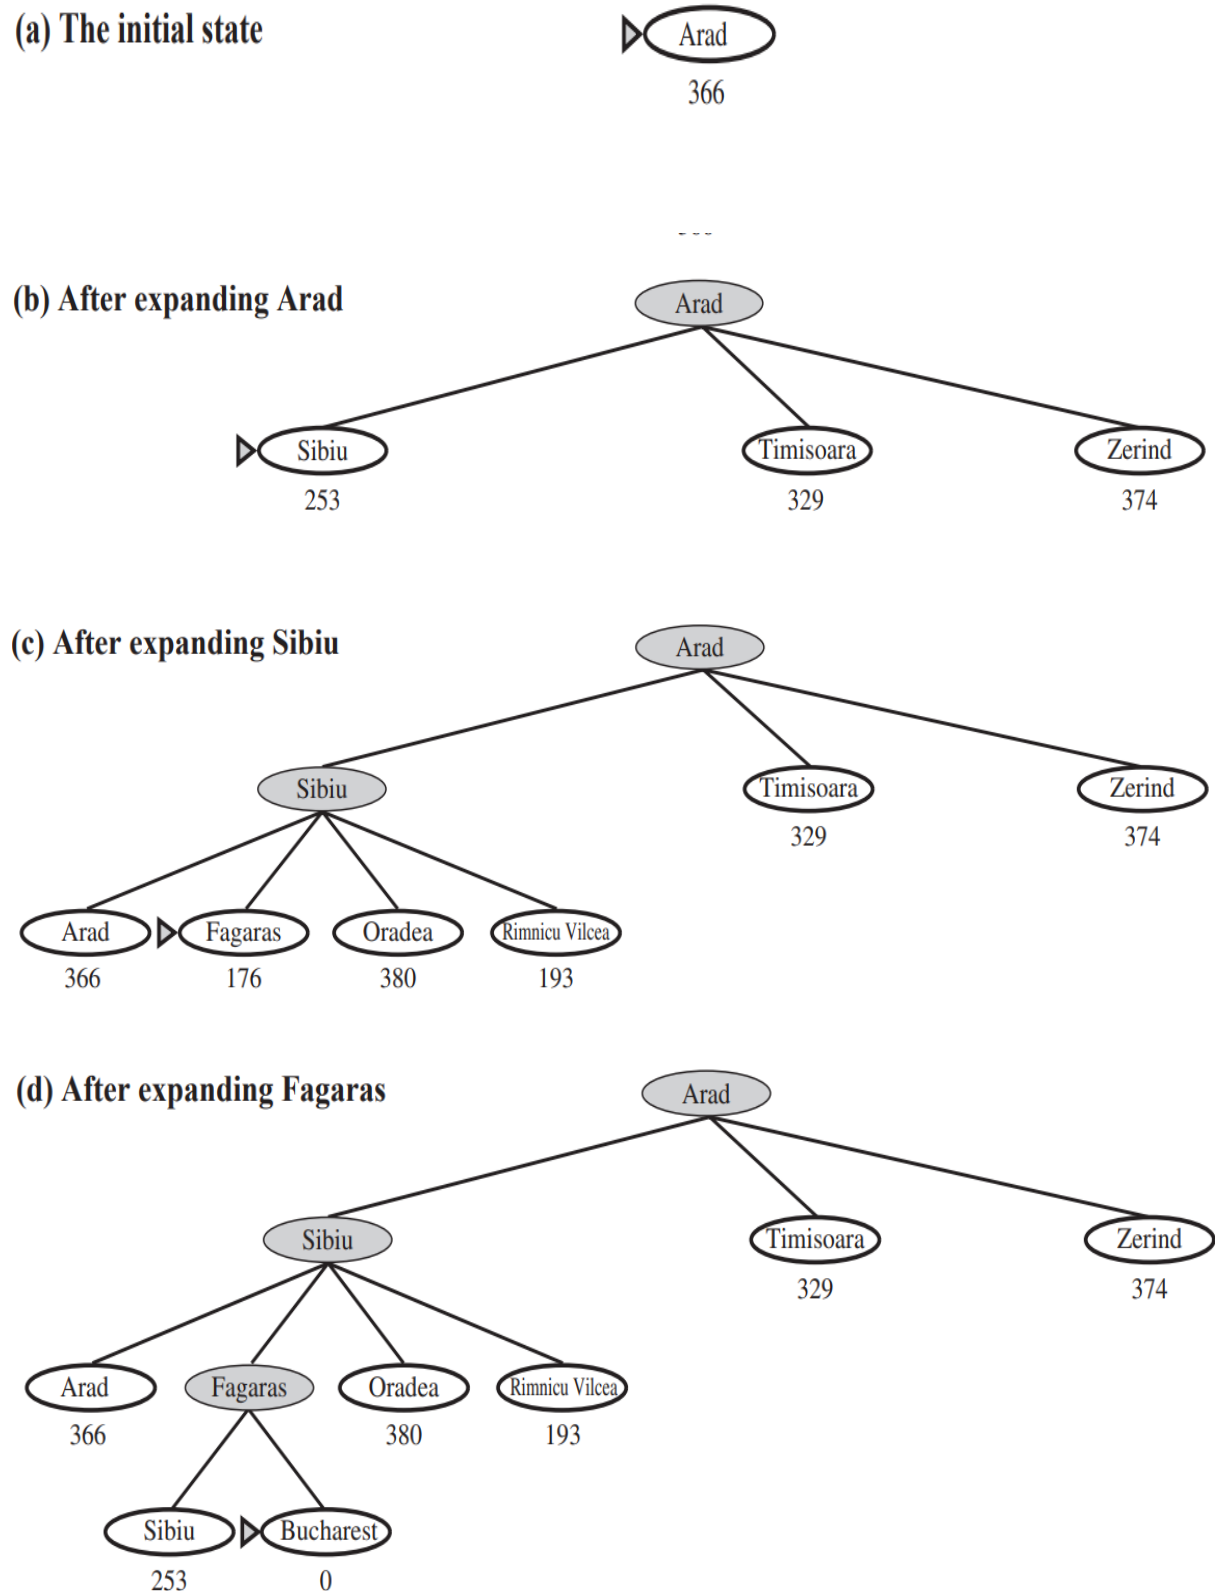 (a) The initial state
Arad
366
(b) After expanding Arad
Arad
Sibiu Timisoara Zerind
253 329 374
(c) After expanding Sibiu
Arad
Sibiu Timisoara Zerind
329 374
Arad Fagaras Oradea Rimnicu Vilcea
366 176 380 193
(d) After expanding Fagaras
Arad
Sibiu Timisoara Zerind
329 374
Arad Fagaras Oradea Rimnicu Vilcea
366 380 193
Sibiu Bucharest
253 0